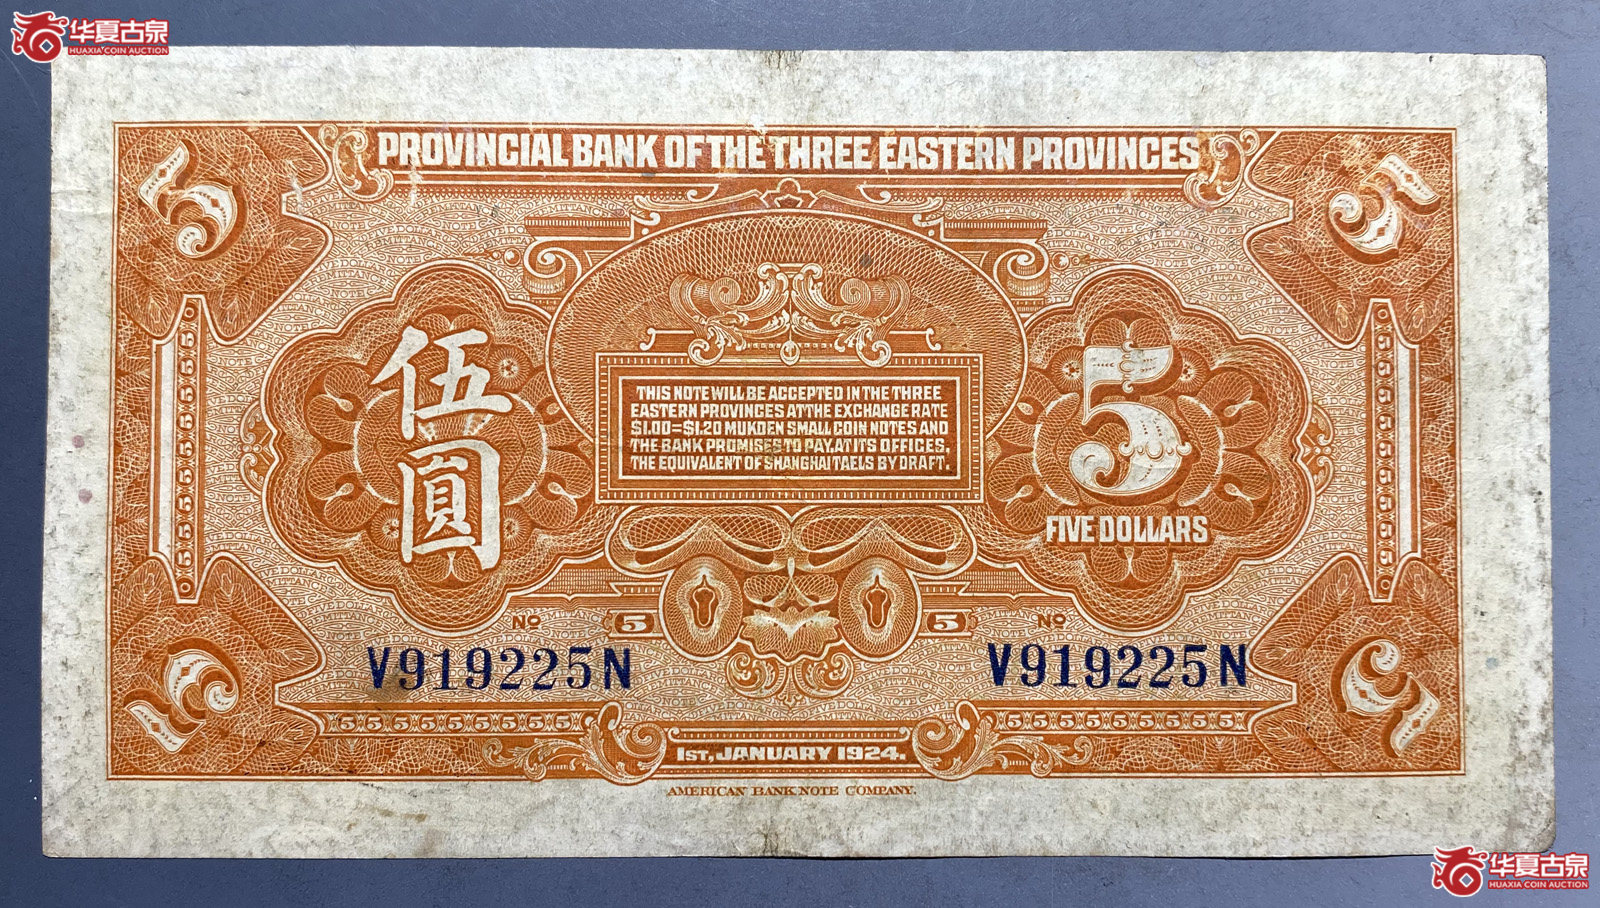 华夏古泉
HUAXIA COIN AUCTION
PROVINCIAL BANK OF THE THREE EASTERN PROVINCES
5
5
伍圓
THIS NOTE WILL BE ACCEPTED IN THE THREE
EASTERN PROVINCES AT THE EXCHANGE RATE
$1.00=$1.20 MUKDEN SMALL COIN NOTES AND
THE BANK PROMISES TO PAY, AT ITS OFFICES,
THE EQUIVALENT OF SHANGHAI TAELS BY DRAFT.
5
FIVE DOLLARS
No
5
5
No
V919225N
V919225N
5
5
555555555
555555555
1ST, JANUARY 1924.
AMERICAN BANK NOTE COMPANY.
华夏古泉
HUAXIA COIN AUCTION